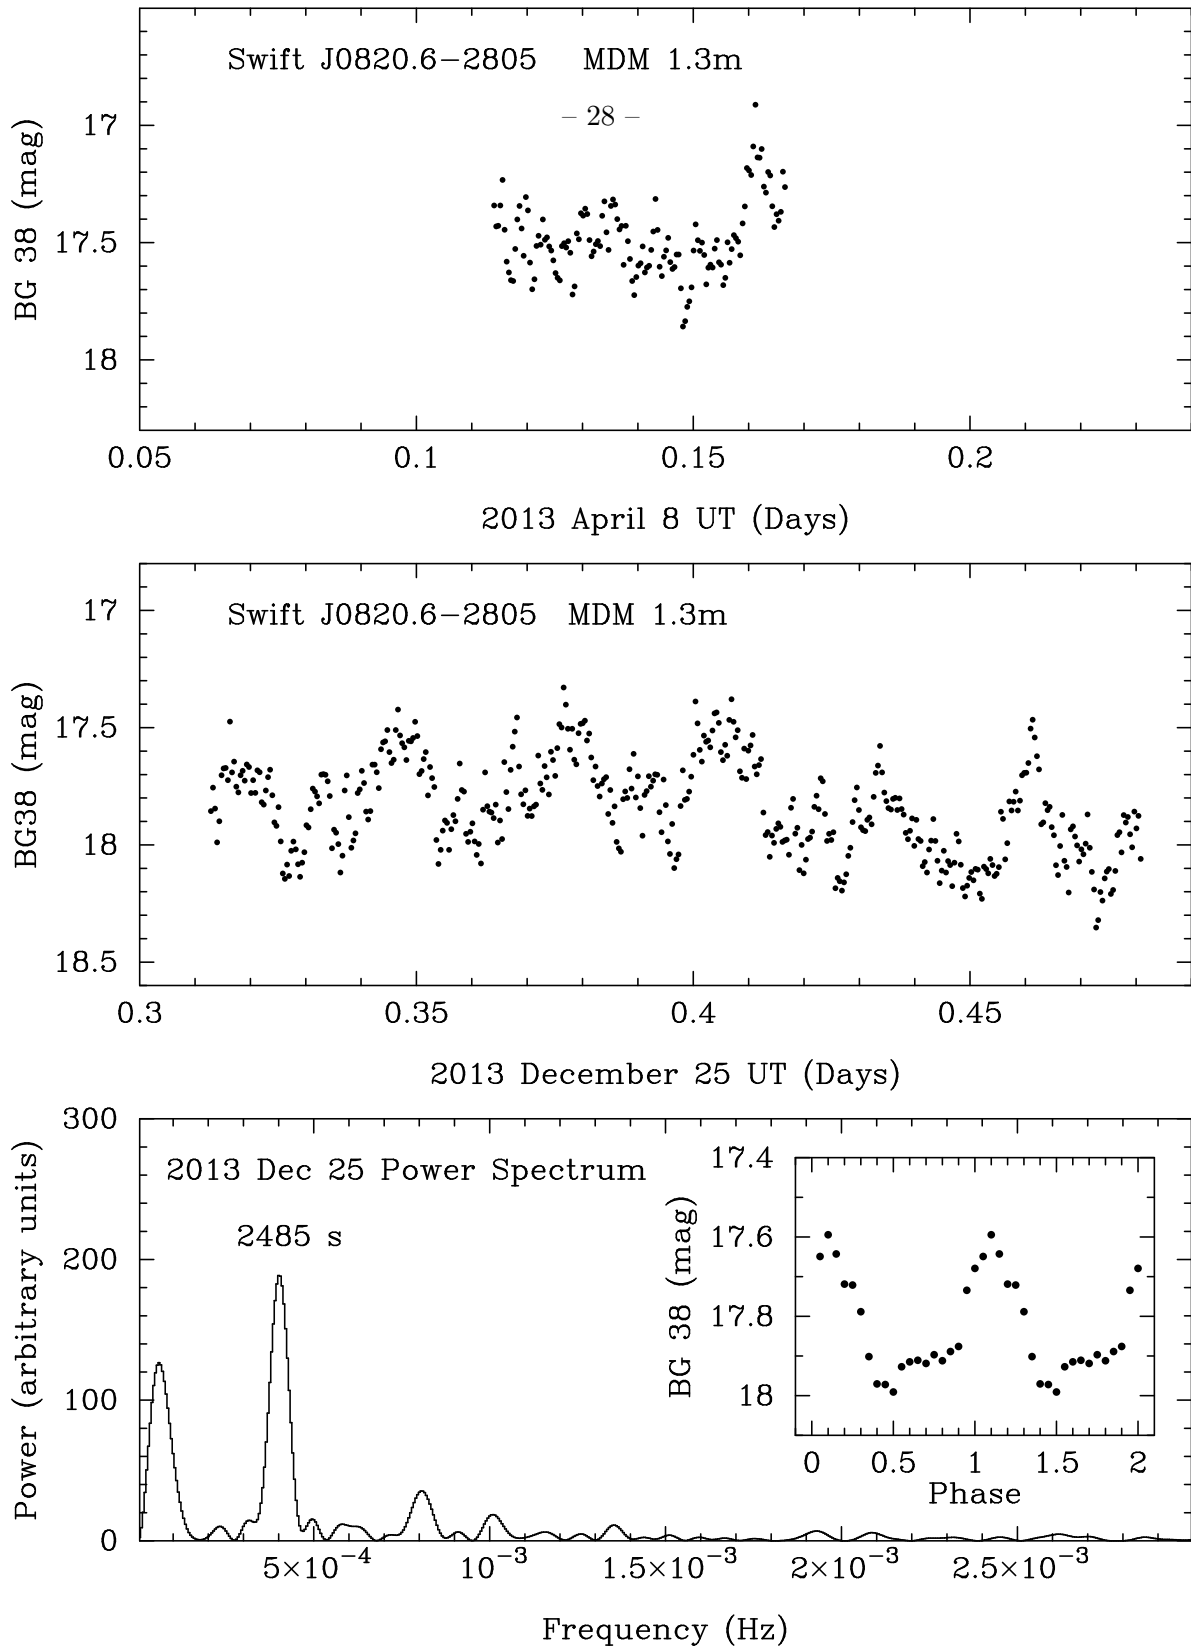 Swift J0820.6−2805 MDM 1.3m
– 28 –
BG 38 (mag)
17
17.5
18
0.05 0.1 0.15 0.2
2013 April 8 UT (Days)
Swift J0820.6−2805 MDM 1.3m
BG38 (mag)
17
17.5
18
18.5
0.3 0.35 0.4 0.45
2013 December 25 UT (Days)
2013 Dec 25 Power Spectrum
2485 s
Power (arbitrary units)
300
200
100
0
5×10⁻⁴ 10⁻³ 1.5×10⁻³ 2×10⁻³ 2.5×10⁻³
Frequency (Hz)
BG 38 (mag)
17.4
17.6
17.8
18
0 0.5 1 1.5 2
Phase